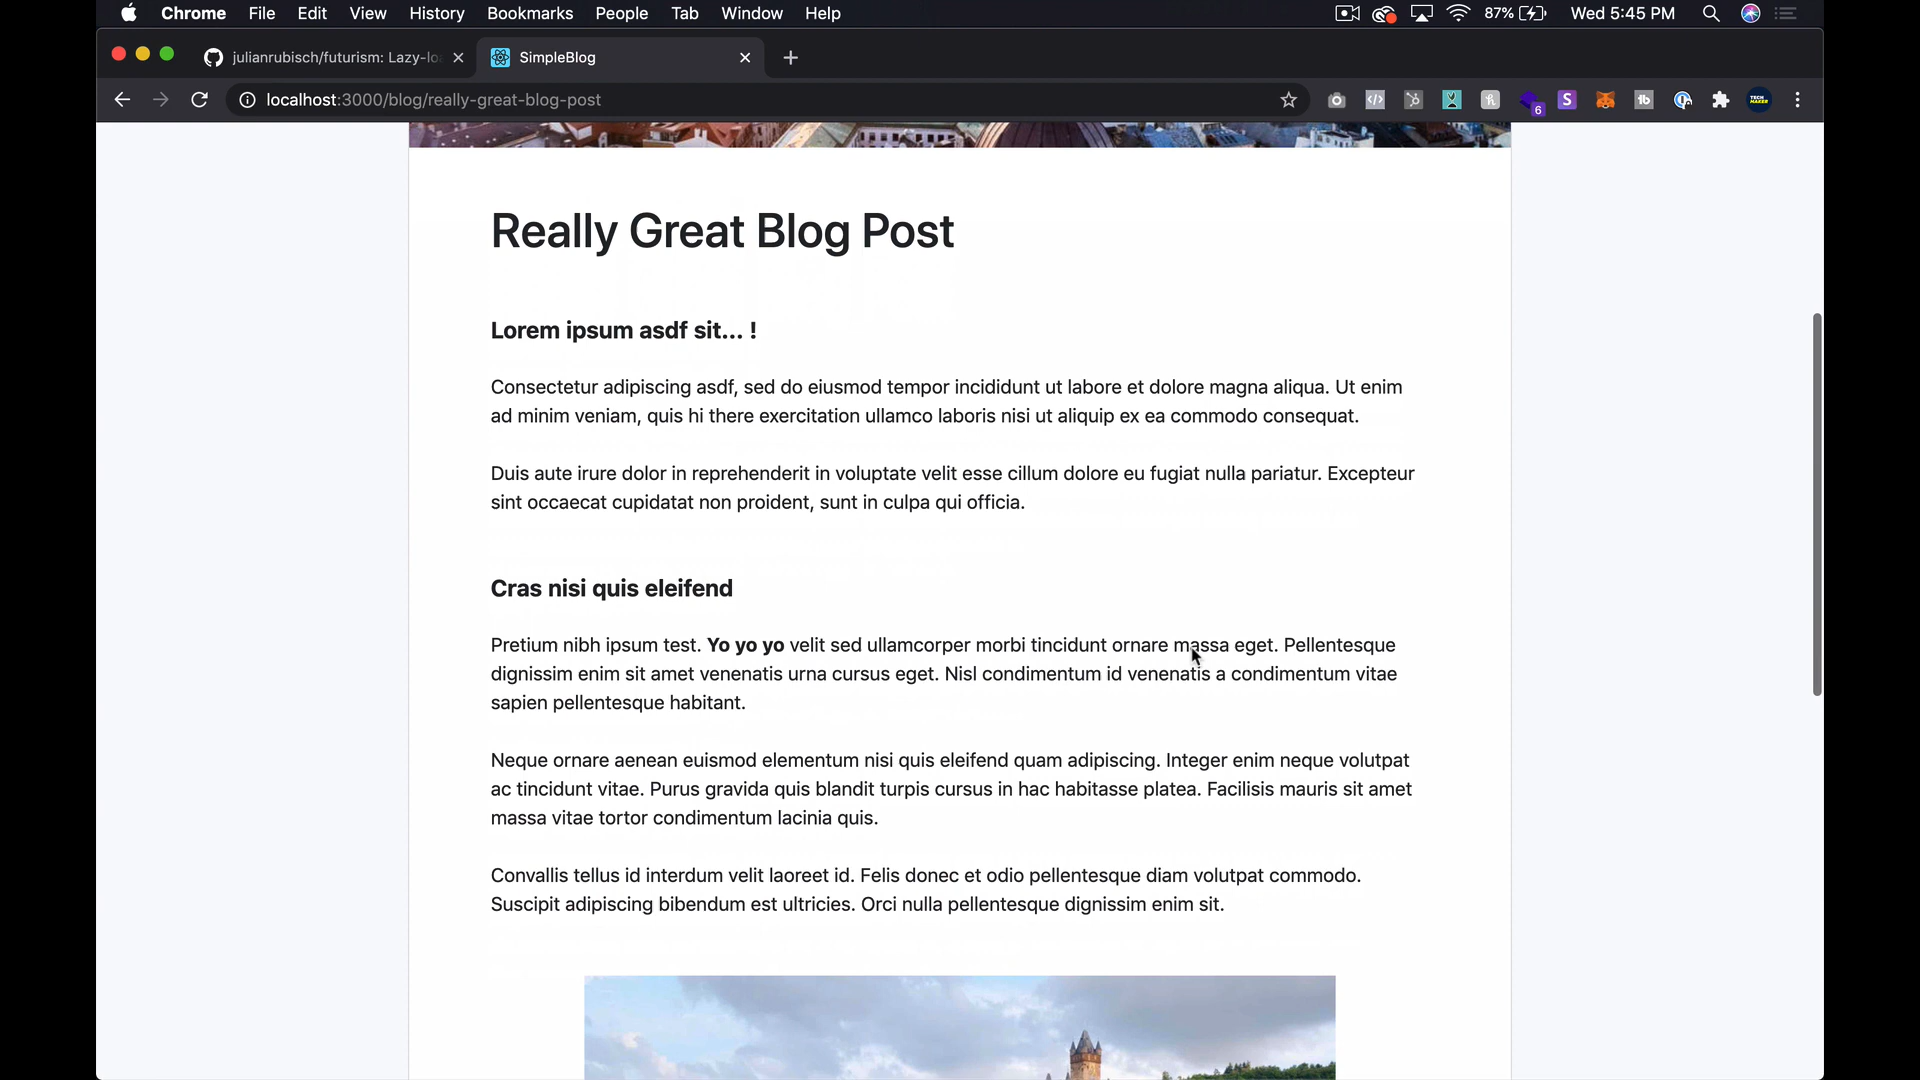 Chrome File Edit View History Bookmarks People Tab Window Help 87% Wed 5:45 PM
julianrubisch/futurism: Lazy-lo SimpleBlog
localhost:3000/blog/really-great-blog-post
6 S tb TECH MAKER
Really Great Blog Post
Lorem ipsum asdf sit... !
Consectetur adipiscing asdf, sed do eiusmod tempor incididunt ut labore et dolore magna aliqua. Ut enim
ad minim veniam, quis hi there exercitation ullamco laboris nisi ut aliquip ex ea commodo consequat.
Duis aute irure dolor in reprehenderit in voluptate velit esse cillum dolore eu fugiat nulla pariatur. Excepteur
sint occaecat cupidatat non proident, sunt in culpa qui officia.
Cras nisi quis eleifend
Pretium nibh ipsum test. Yo yo yo velit sed ullamcorper morbi tincidunt ornare massa eget. Pellentesque
dignissim enim sit amet venenatis urna cursus eget. Nisl condimentum id venenatis a condimentum vitae
sapien pellentesque habitant.
Neque ornare aenean euismod elementum nisi quis eleifend quam adipiscing. Integer enim neque volutpat
ac tincidunt vitae. Purus gravida quis blandit turpis cursus in hac habitasse platea. Facilisis mauris sit amet
massa vitae tortor condimentum lacinia quis.
Convallis tellus id interdum velit laoreet id. Felis donec et odio pellentesque diam volutpat commodo.
Suscipit adipiscing bibendum est ultricies. Orci nulla pellentesque dignissim enim sit.